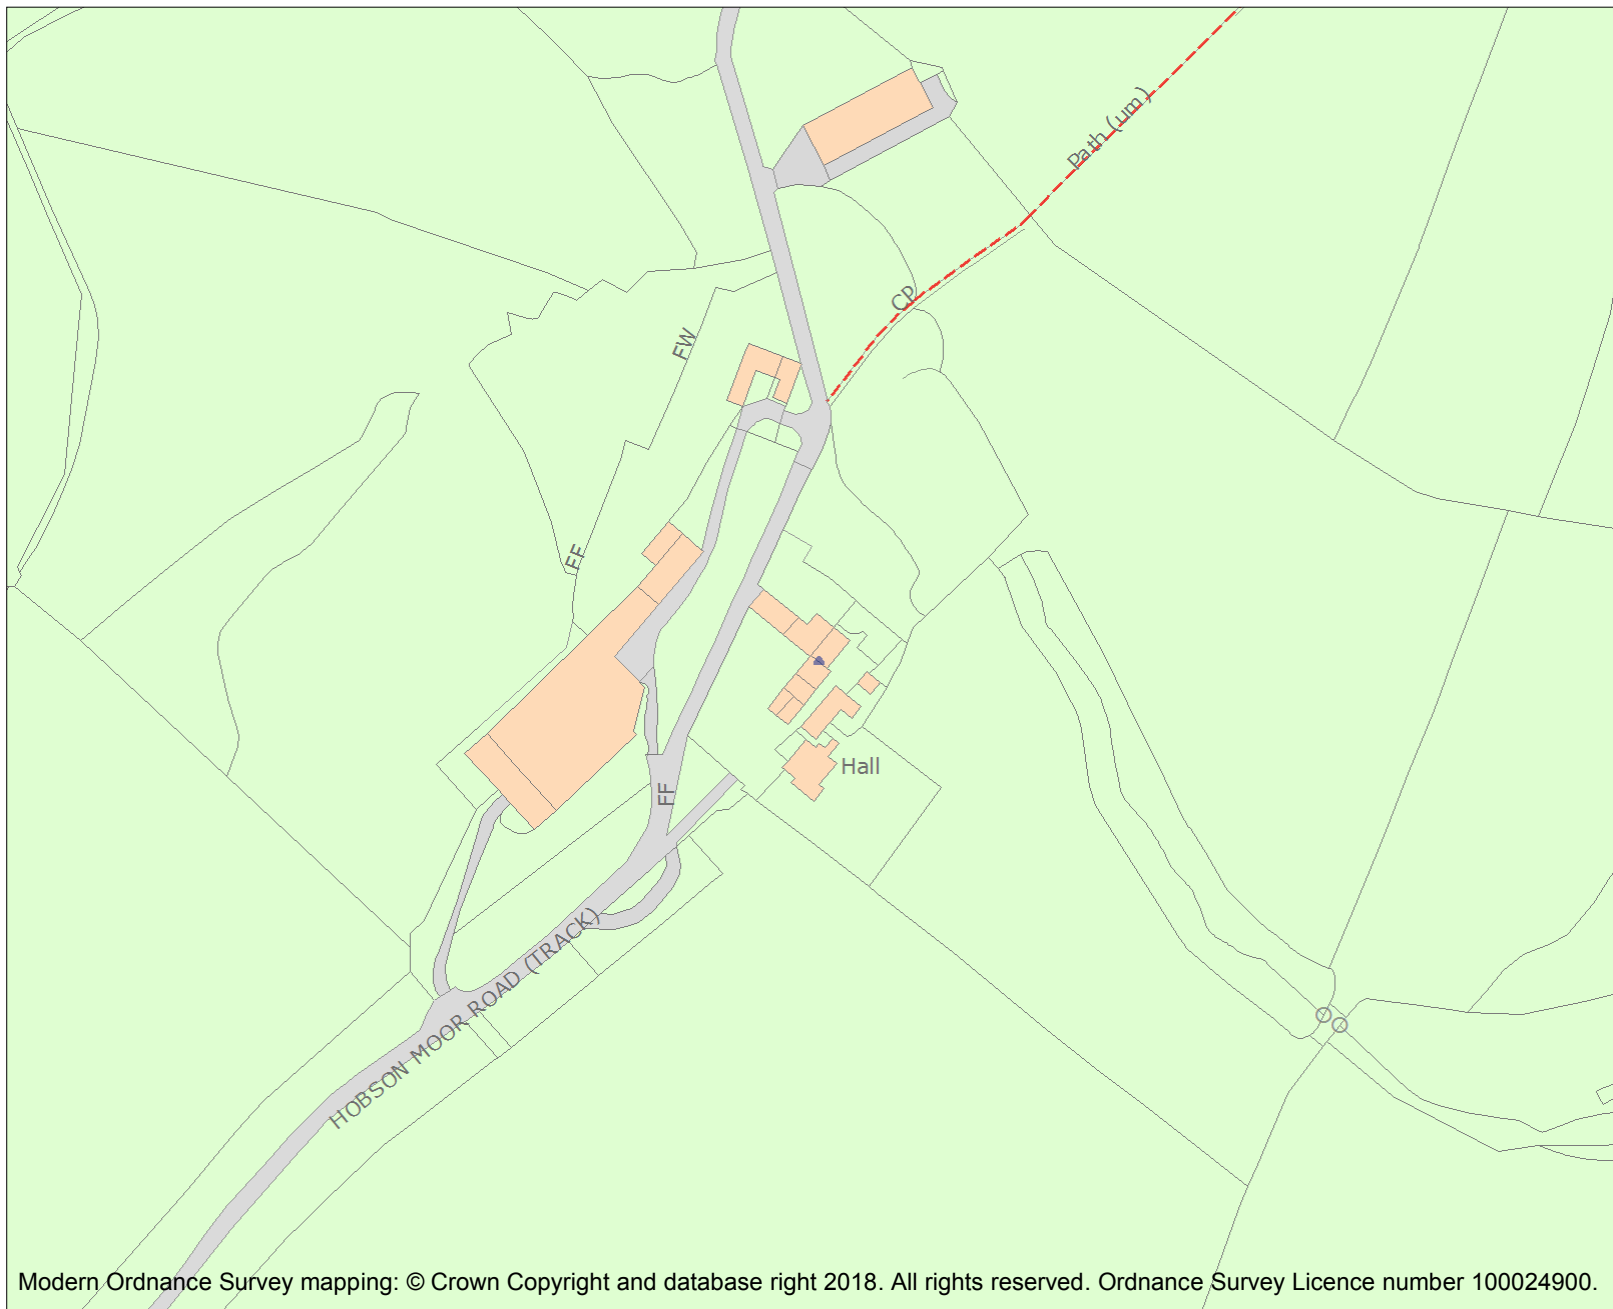 Path (um)
CP
FW
FF
Hall
FF
HOBSON MOOR ROAD (TRACK)
Modern Ordnance Survey mapping: © Crown Copyright and database right 2018. All rights reserved. Ordnance Survey Licence number 100024900.